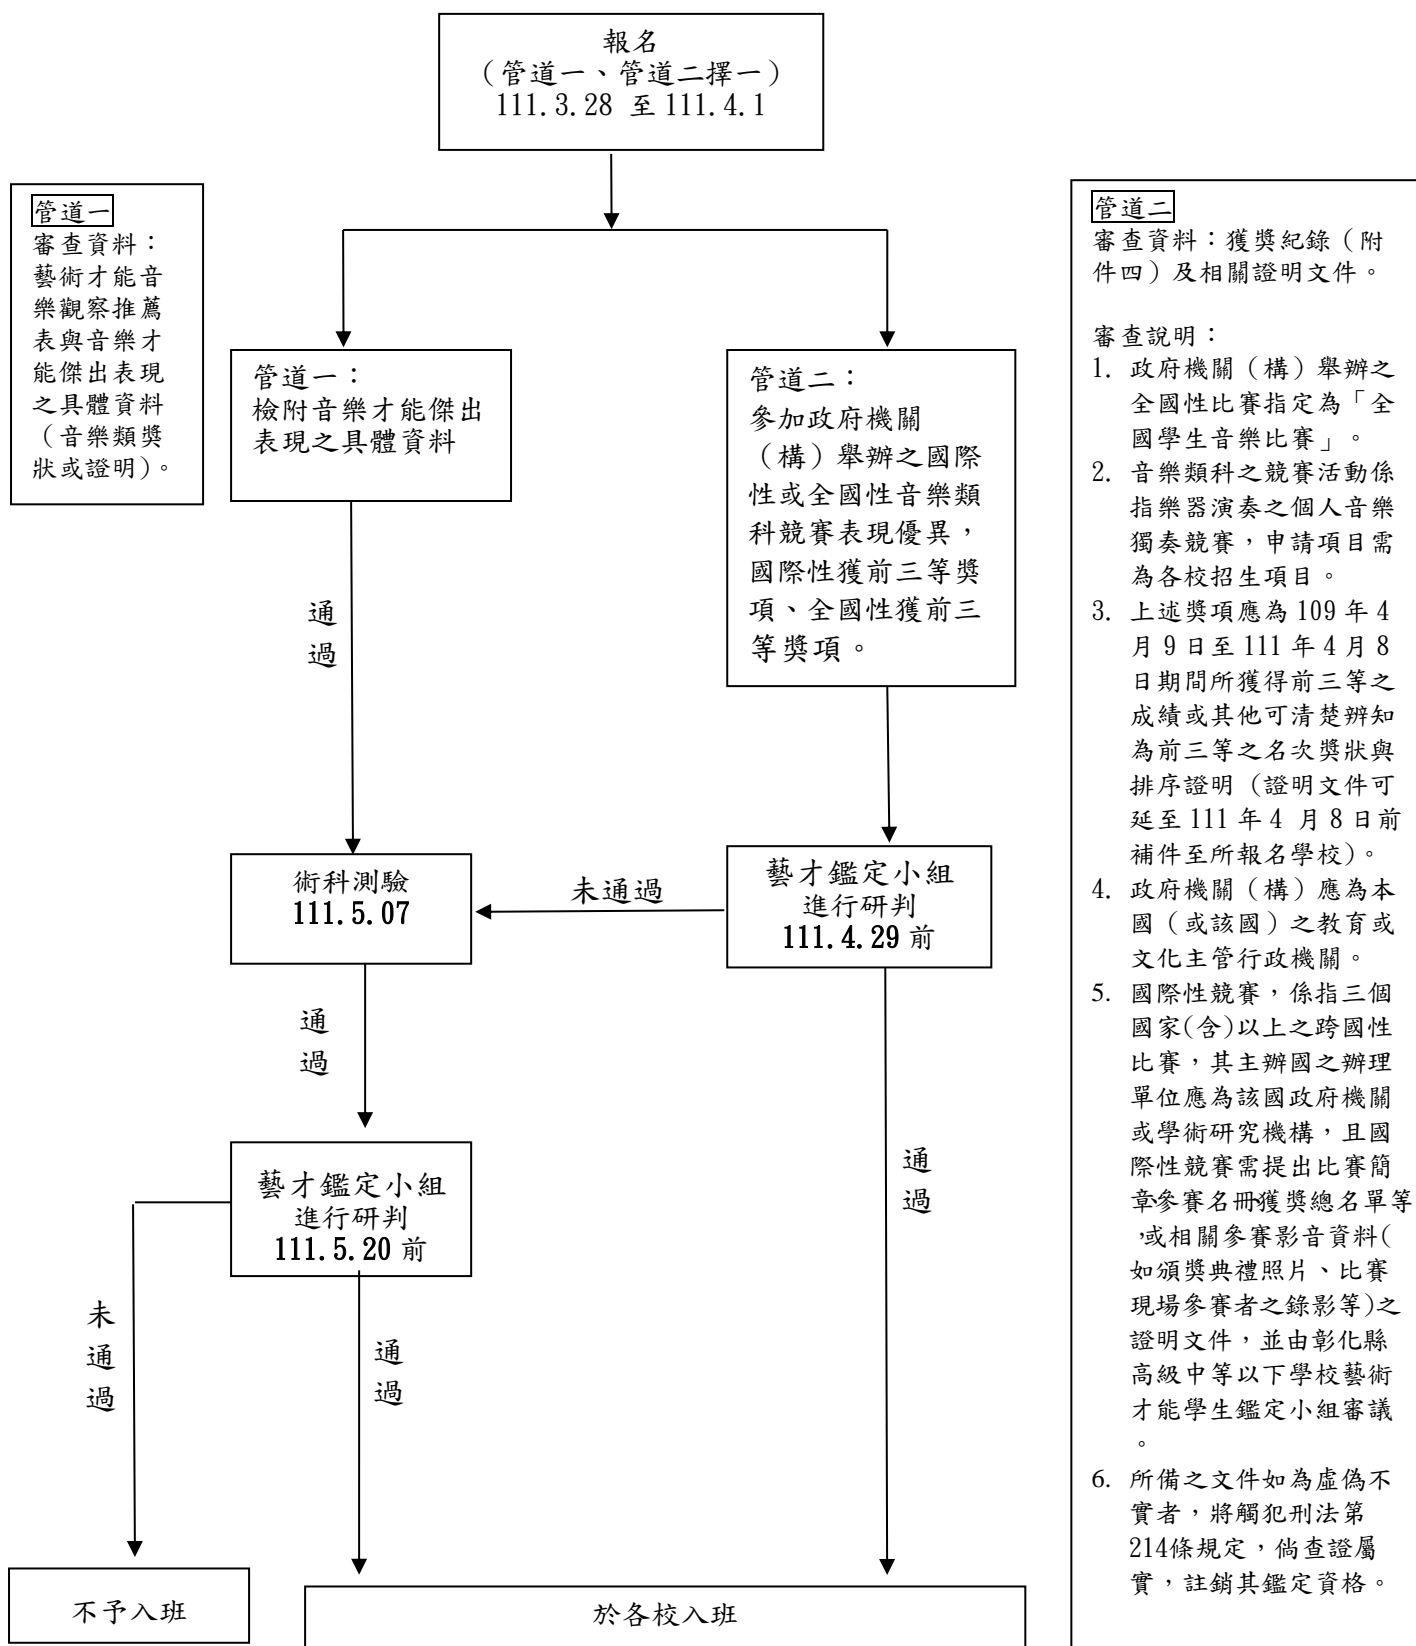 報名
（管道一、管道二擇一）
111.3.28 至 111.4.1
管道一
審查資料：
藝術才能音
樂觀察推薦
表與音樂才
能傑出表現
之具體資料
（音樂類獎
狀或證明）。
管道一：
檢附音樂才能傑出
表現之具體資料
管道二：
參加政府機關
（構）舉辦之國際
性或全國性音樂類
科競賽表現優異，
國際性獲前三等獎
項、全國性獲前三
等獎項。
通
過
術科測驗
111.5.07
未通過
藝才鑑定小組
進行研判
111.4.29 前
通
過
藝才鑑定小組
進行研判
111.5.20 前
通
過
未
通
過
通
過
不予入班
於各校入班
管道二
審查資料：獲獎紀錄（附
件四）及相關證明文件。
審查說明：
1. 政府機關（構）舉辦之
全國性比賽指定為「全
國學生音樂比賽」。
2. 音樂類科之競賽活動係
指樂器演奏之個人音樂
獨奏競賽，申請項目需
為各校招生項目。
3. 上述獎項應為 109 年 4
月 9 日至 111 年 4 月 8
日期間所獲得前三等之
成績或其他可清楚辨知
為前三等之名次獎狀與
排序證明（證明文件可
延至 111 年 4 月 8 日前
補件至所報名學校）。
4. 政府機關（構）應為本
國（或該國）之教育或
文化主管行政機關。
5. 國際性競賽，係指三個
國家(含)以上之跨國性
比賽，其主辦國之辦理
單位應為該國政府機關
或學術研究機構，且國
際性競賽需提出比賽簡
章、參賽名冊、獲獎總名單等
，或相關參賽影音資料(
如頒獎典禮照片、比賽
現場參賽者之錄影等)之
證明文件，並由彰化縣
高級中等以下學校藝術
才能學生鑑定小組審議
。
6. 所備之文件如為虛偽不
實者，將觸犯刑法第
214條規定，倘查證屬
實，註銷其鑑定資格。